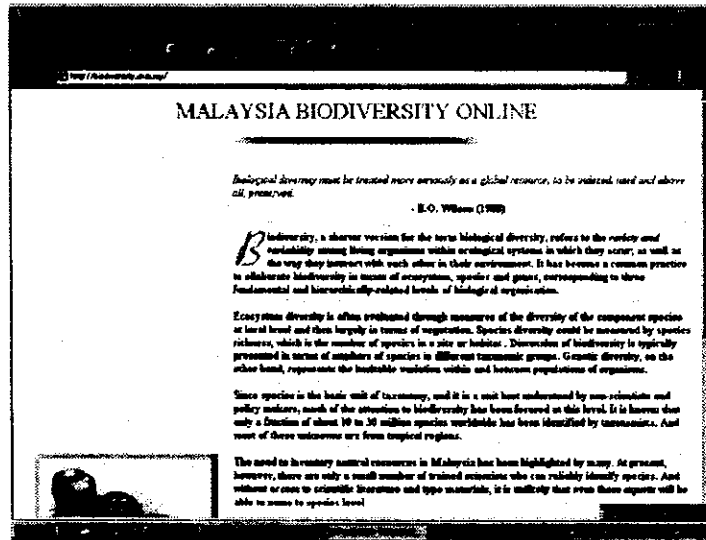 MALAYSIA BIODIVERSITY ONLINE
Biological diversity must be treated more seriously as a global resource, to be indexed, used and above
all, preserved.
- E.O. Wilson (1988)
Biodiversity, a shorter version for the term biological diversity, refers to the variety and
variability among living organisms within ecological systems in which they occur, as well as
the way they interact with each other in their environment. It has become a common practice
to elaborate biodiversity in terms of ecosystem, species and genes, corresponding to three
fundamental and hierarchically-related levels of biological organisation.
Ecosystem diversity is often evaluated through measures of the diversity of the component species
at local level and then largely in terms of vegetation. Species diversity could be measured by species
richness, which is the number of species in a site or habitat . Discussion of biodiversity is typically
presented in terms of numbers of species in different taxonomic groups. Genetic diversity, on the
other hand, represents the heritable variation within and between populations of organisms.
Since species is the basic unit of taxonomy, and it is a unit best understood by non-scientists and
policy makers, much of the attention to biodiversity has been focused at this level. It is known that
only a fraction of about 10 to 30 million species worldwide has been identified by taxonomists. And
most of these unknowns are from tropical regions.
The need to inventory natural resources in Malaysia has been highlighted by many. At present,
however, there are only a small number of trained scientists who can reliably identify species. And
without access to scientific literature and type materials, it is unlikely that even these experts will be
able to name to species level